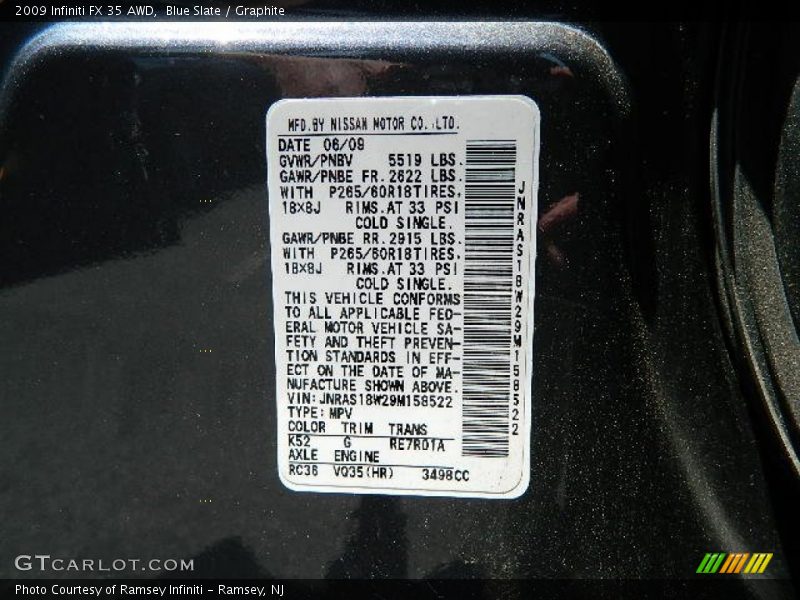 2009 Infiniti FX 35 AWD,  Blue Slate / Graphite
MFD.BY NISSAN MOTOR CO.,LTD.
DATE 06/09
GVWR/PNBV 5519 LBS.
GAWR/PNBE FR. 2622 LBS.
WITH P265/60R18TIRES,
18×8J RIMS.AT 33 PSI
COLD SINGLE.
GAWR/PNBE RR. 2915 LBS.
WITH P265/60R18TIRES,
18×8J RIMS.AT 33 PSI
COLD SINGLE.
THIS VEHICLE CONFORMS
TO ALL APPLICABLE FED-
ERAL MOTOR VEHICLE SA-
FETY AND THEFT PREVEN-
TION STANDARDS IN EFF-
ECT ON THE DATE OF MA-
NUFACTURE SHOWN ABOVE.
VIN:JNRAS18W29M158522
TYPE:MPV
COLOR TRIM TRANS
K52 G RE7R01A
AXLE ENGINE
RC36 VQ35(HR) 3498CC
JNRAS18W29M158522
GTCARLOT.COM
Photo Courtesy of Ramsey Infiniti - Ramsey, NJ